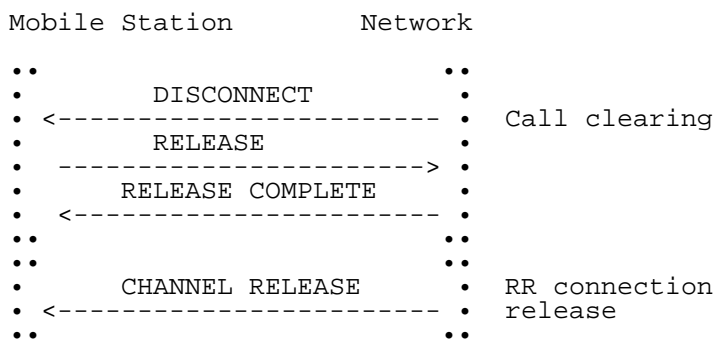 Mobile Station Network
DISCONNECT
Call clearing
RELEASE
RELEASE COMPLETE
CHANNEL RELEASE RR connection
release